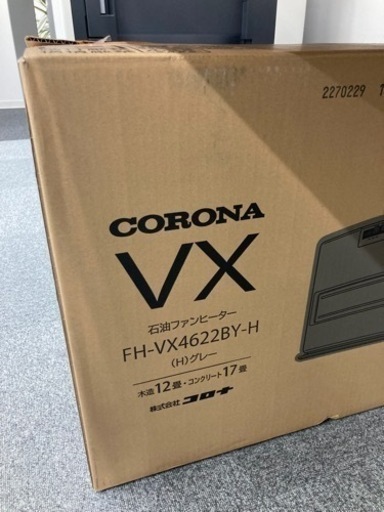 2270229 1
CORONA
VX
石油ファンヒーター
FH-VX4622BY-H
(H)グレー
木造12畳・コンクリート17畳
株式会社 コロナ